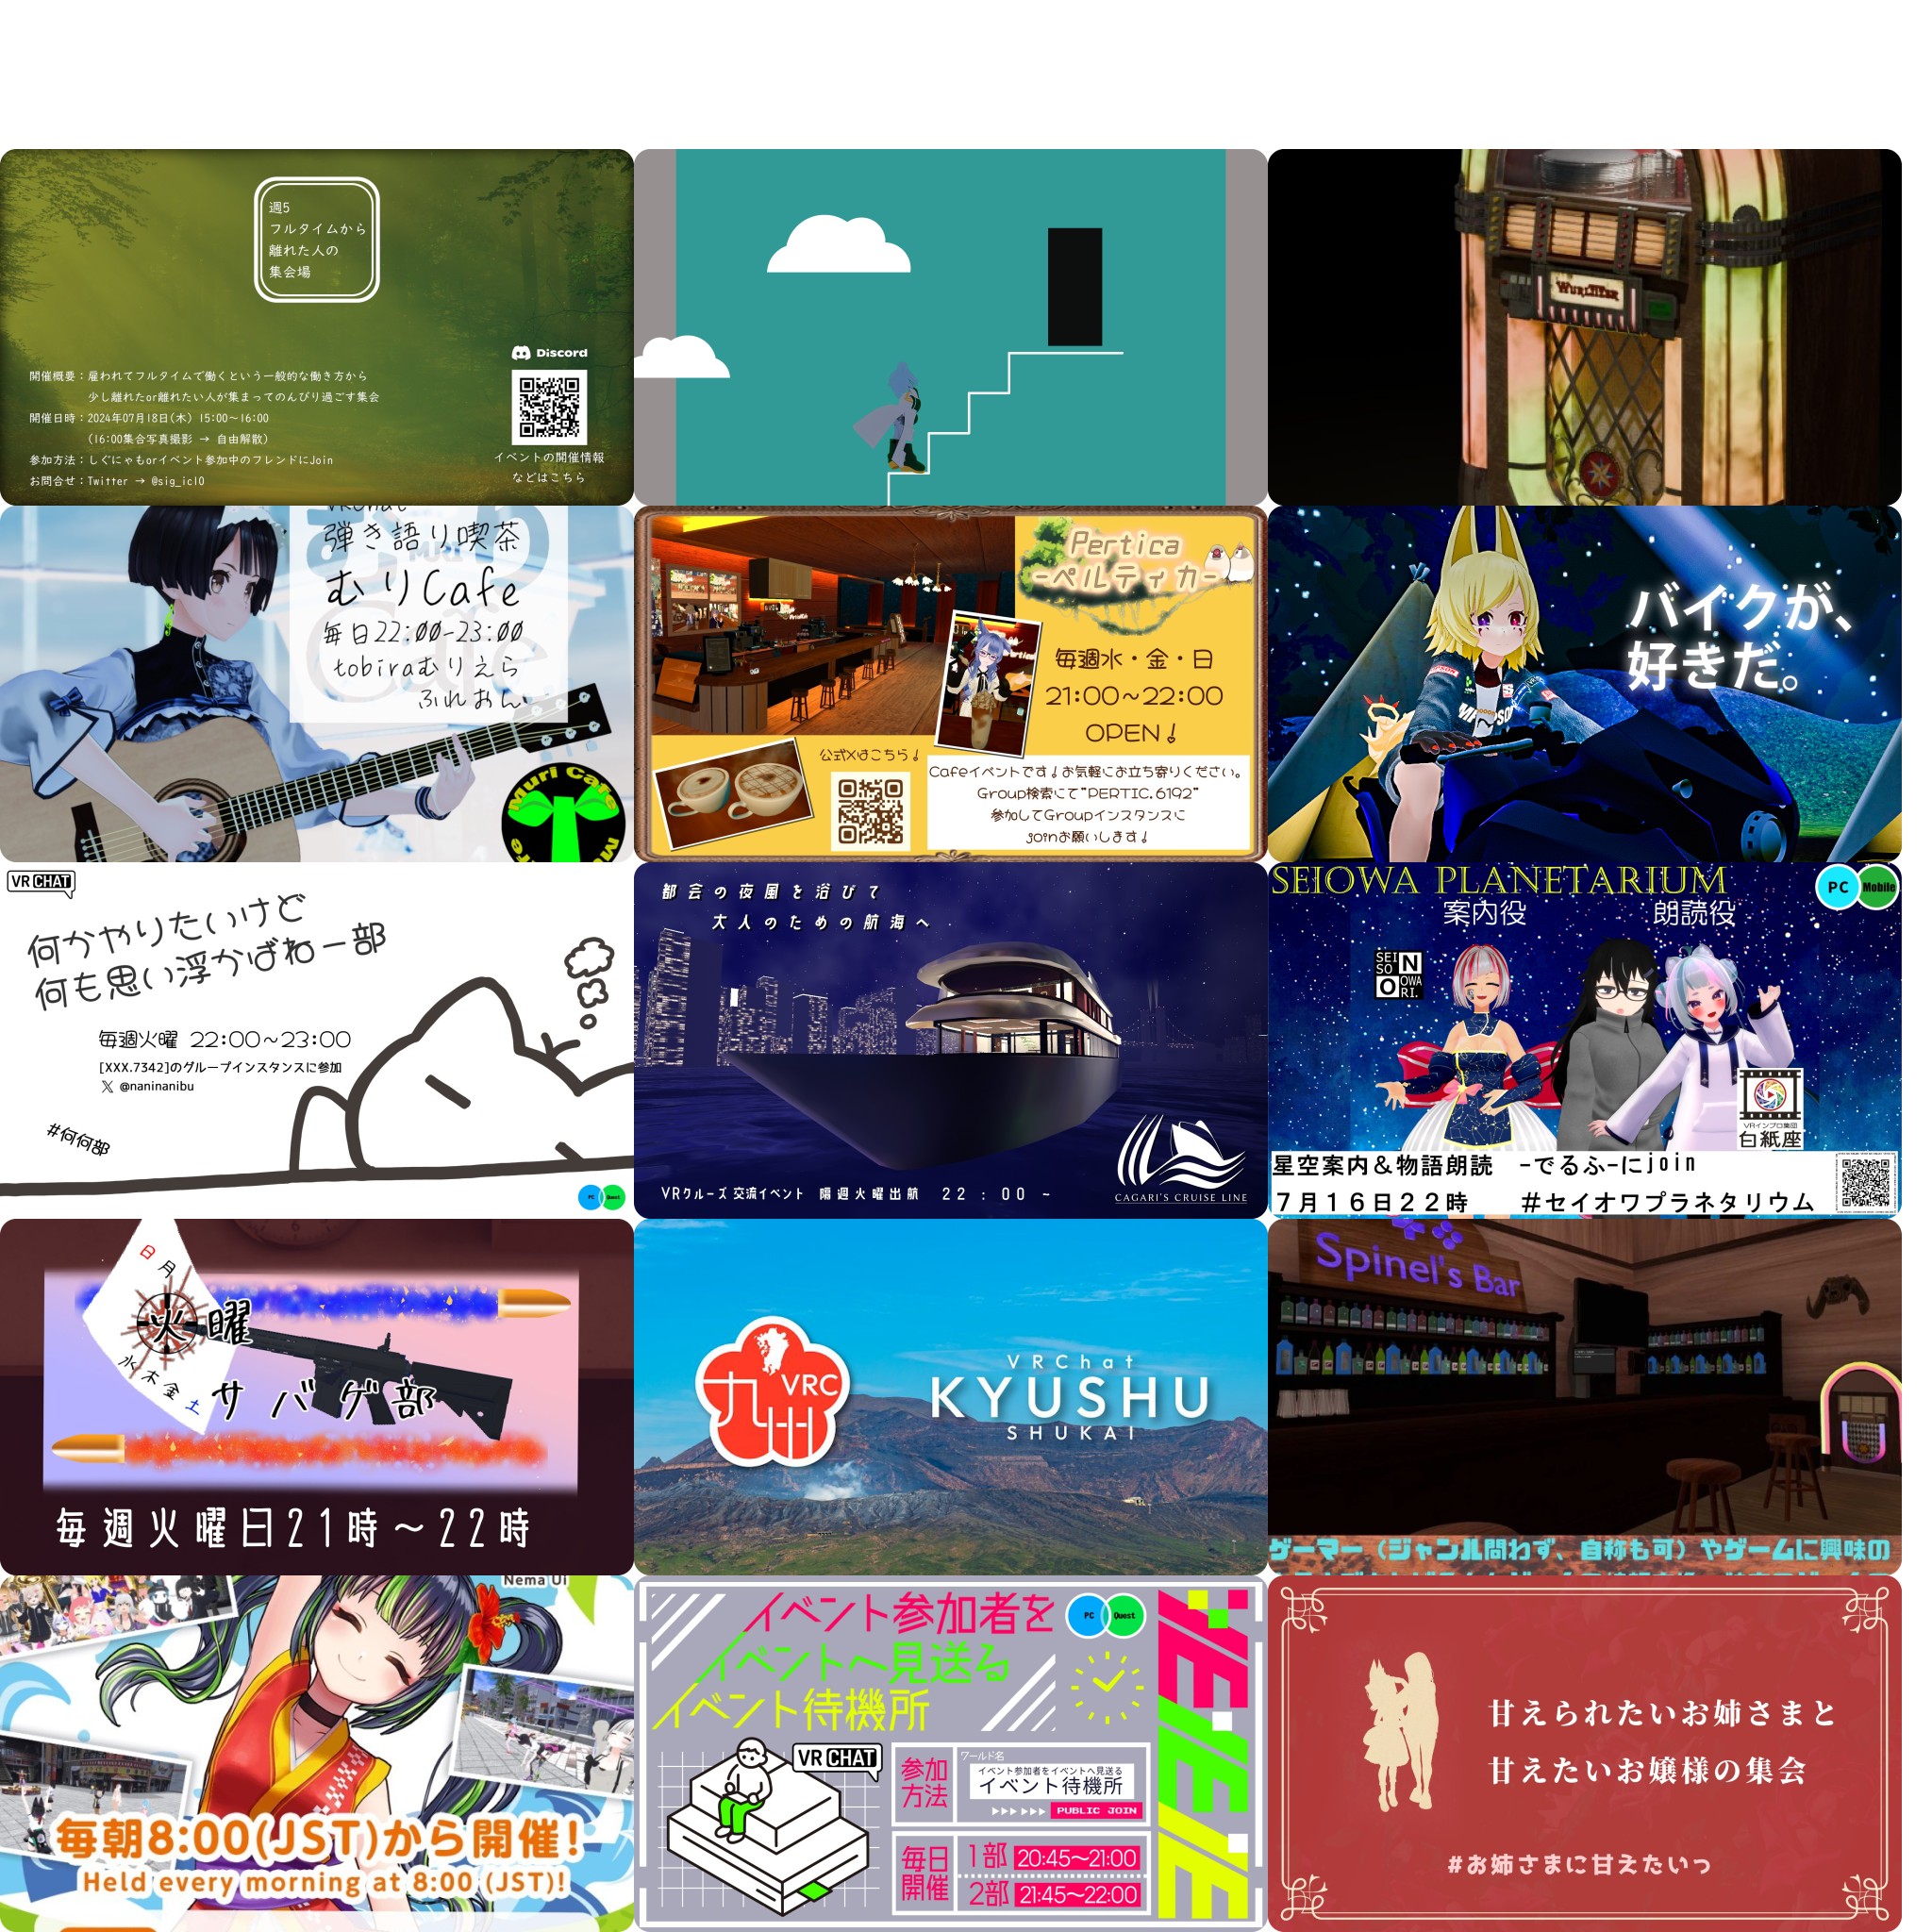 週5
フルタイムから
離れた人の
集会場
Discord
開催概要：雇われてフルタイムで働くという一般的な働き方から
少し離れたor離れたい人が集まってのんびり過ごす集会
開催日時：2024年07月18日(木) 15:00～16:00
(16:00集合写真撮影 → 自由解散)
参加方法：しぐにゃもorイベント参加中のフレンドにJoin
お問合せ：Twitter → @sig_icl0
イベントの開催情報
などはこちら
WURLITZER
弾き語り喫茶
むりCafe
毎日22:00-23:00
tobiraむりえら
ふれおん
Muri Cafe
Muri Cafe
Pertica
-ペルティカ-
毎週水・金・日
21:00~22:00
OPEN!
公式Xはこちら!
Cafeイベントです!お気軽にお立ち寄りください。
Group検索にて"PERTIC.6192"
参加してGroupインスタンスに
joinお願いします!
バイクが、
好きだ。
VR CHAT
何かやりたいけど
何も思い浮かばねー部
毎週火曜 22:00~23:00
[XXX.7342]のグループインスタンスに参加
X @naninanibu
#何何部
PC Quest
都会の夜風を浴びて
大人のための航海へ
VRクルーズ交流イベント 隔週火曜出航 22:00~
CAGARI'S CRUISE LINE
SEIOWA PLANETARIUM
PC Mobile
案内役 朗読役
SEI
SO N
O OWA
RI.
VRインプロ集団
白紙座
星空案内&物語朗読 -でるふ-にjoin
7月16日22時 #セイオワプラネタリウム
日月
火曜
水木金土
サバゲ部
毎週火曜日21時～22時
九州 VRC
VRChat
KYUSHU
SHUKAI
Spinel's Bar
ゲーマー（ジャンル問わず、自称も可）やゲームに興味の
Nema Ui
毎朝8:00(JST)から開催!
Held every morning at 8:00 (JST)!
イベント参加者を
イベントへ見送る
イベント待機所
PC Quest
VR CHAT
参加
方法
ワールド名
イベント参加者をイベントへ見送る
イベント待機所
PUBLIC JOIN
毎日
開催
1部 20:45~21:00
2部 21:45~22:00
甘えられたいお姉さまと
甘えたいお嬢様の集会
#お姉さまに甘えたいっ